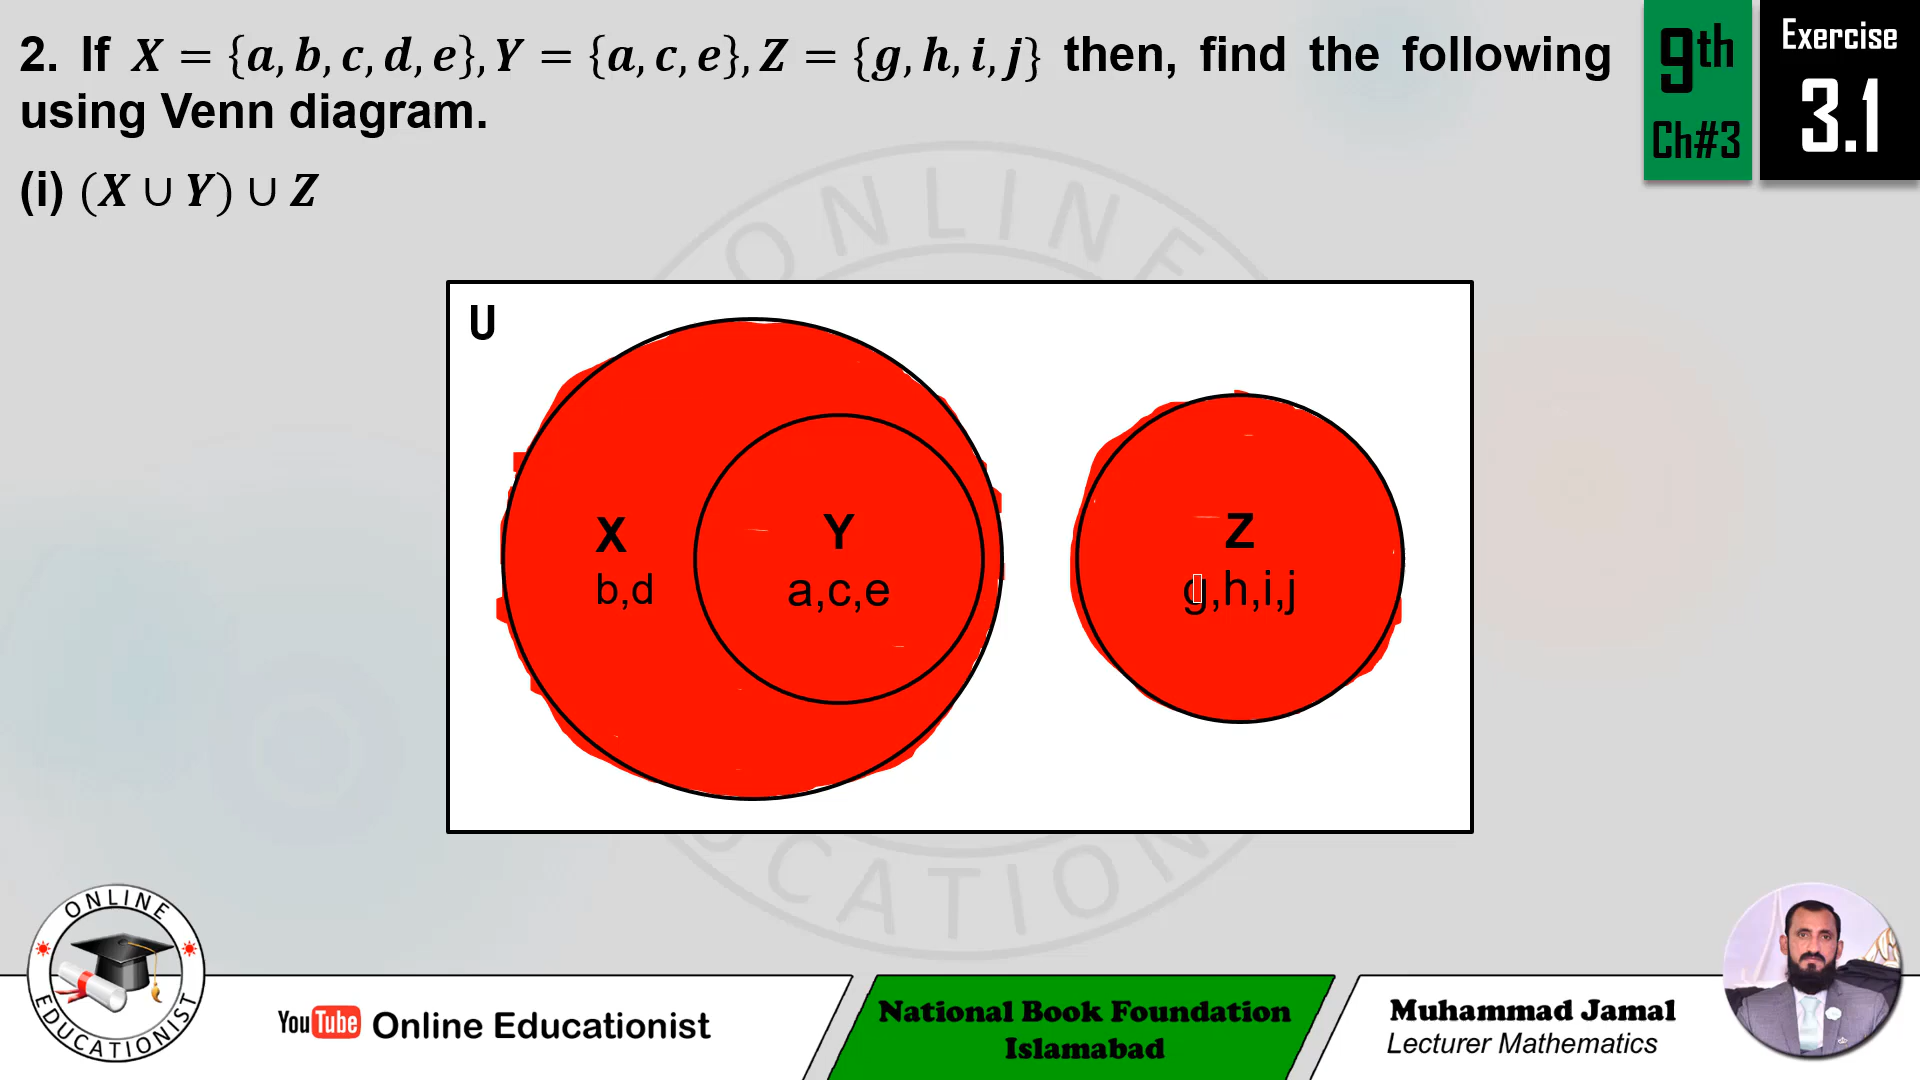 2. If X = {a, b, c, d, e}, Y = {a, c, e}, Z = {g, h, i, j} then, find the following
using Venn diagram.
(i) (X ∪ Y) ∪ Z
9th
Ch#3
Exercise
3.1
ONLINE
U
X
b,d
Y
a,c,e
Z
g,h,i,j
ONLINE
EDUCATIONIST
YouTube Online Educationist
National Book Foundation
Islamabad
Muhammad Jamal
Lecturer Mathematics